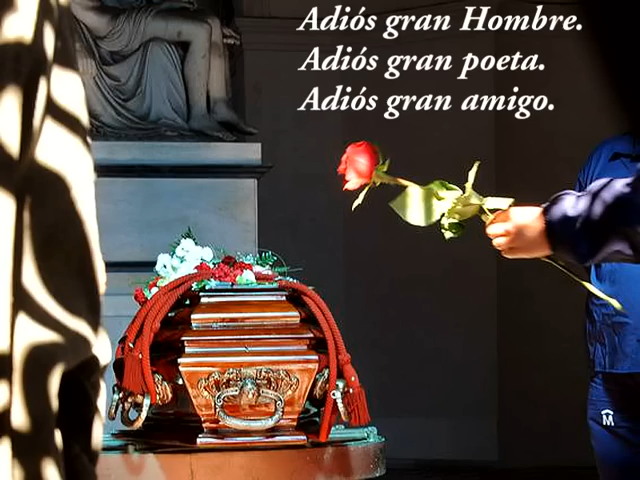 Adiós gran Hombre.
Adiós gran poeta.
Adiós gran amigo.
M